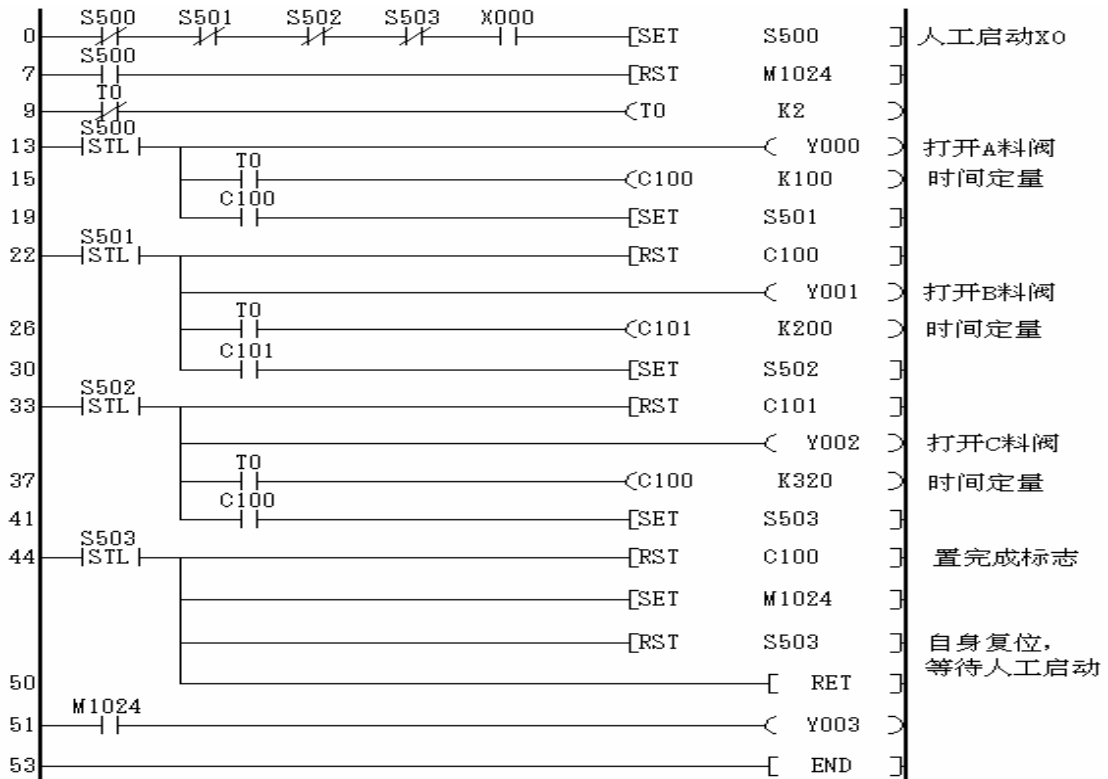 S500 S501 S502 S503 X000
0 SET S500 人工启动X0
S500
7 RST M1024
T0
9 T0 K2
S500
13 STL Y000 打开A料阀
T0
15 C100 K100 时间定量
C100
19 SET S501
S501
22 STL RST C100
Y001 打开B料阀
T0
26 C101 K200 时间定量
C101
30 SET S502
S502
33 STL RST C101
Y002 打开C料阀
T0
37 C100 K320 时间定量
C100
41 SET S503
S503
44 STL RST C100 置完成标志
SET M1024
RST S503 自身复位，
等待人工启动
50 RET
M1024
51 Y003
53 END